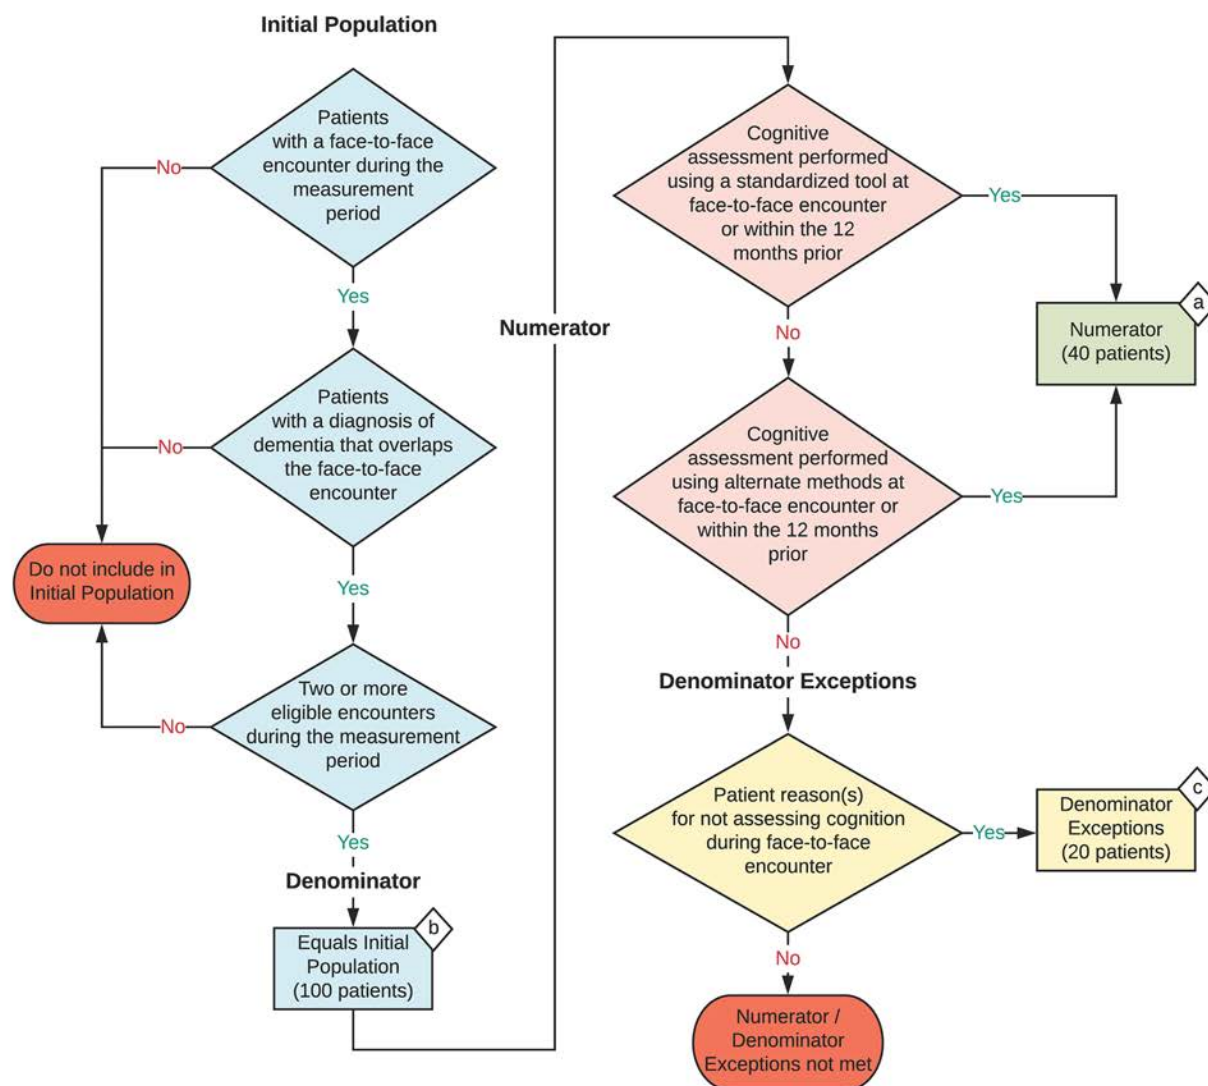 Initial Population
Patients
with a face-to-face
encounter during the
measurement
period
No
Yes
Patients
with a diagnosis of
dementia that overlaps
the face-to-face
encounter
No
Do not include in
Initial Population
Yes
Two or more
eligible encounters
during the measurement
period
No
Yes
Denominator
b
Equals Initial
Population
(100 patients)
Numerator
Cognitive
assessment performed
using a standardized tool at
face-to-face encounter
or within the 12
months prior
Yes
a
Numerator
(40 patients)
No
Cognitive
assessment performed
using alternate methods at
face-to-face encounter or
within the 12 months
prior
Yes
No
Denominator Exceptions
Patient reason(s)
for not assessing cognition
during face-to-face
encounter
Yes
c
Denominator
Exceptions
(20 patients)
No
Numerator /
Denominator
Exceptions not met